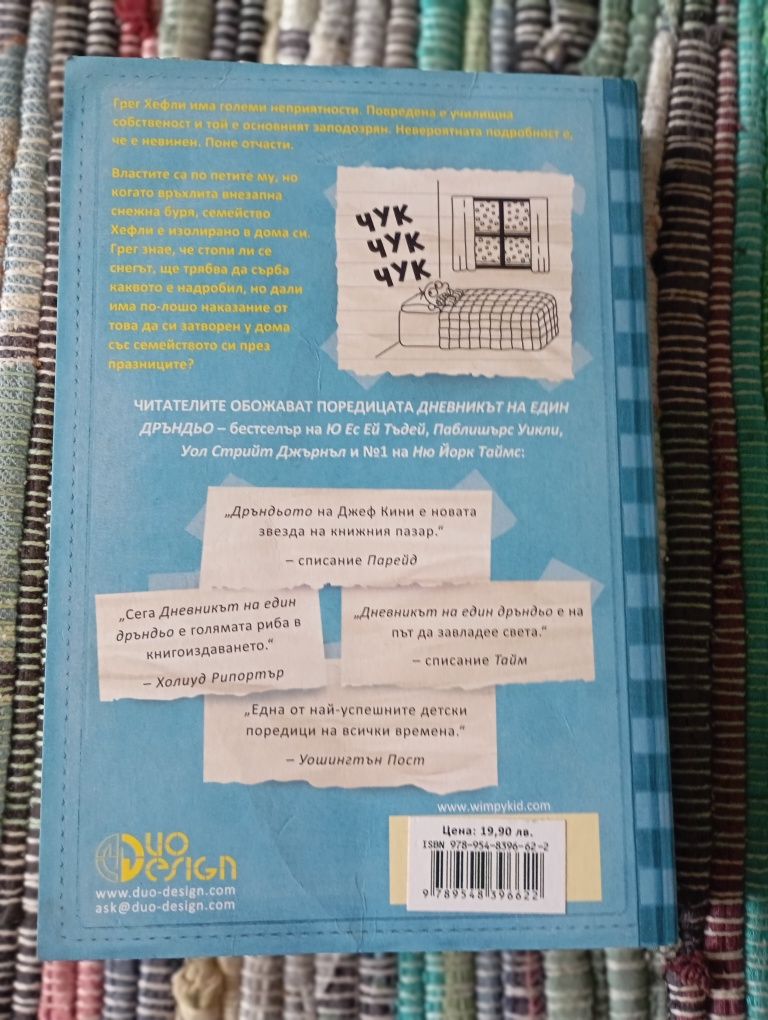 Грег Хефли има големи неприятности. Повредена е училищна
собственост и той е основният заподозрян. Невероятната подробност е,
че е невинен. Поне отчасти.
Властите са по петите му, но
когато връхлита внезапна
снежна буря, семейство
Хефли е изолирано в дома си.
Грег знае, че стопи ли се
снегът, ще трябва да сърба
каквото е надробил, но дали
има по-лошо наказание от
това да си затворен у дома
със семейството си през
празниците?
ЧУК
ЧУК
ЧУК
ЧИТАТЕЛИТЕ ОБОЖАВАТ ПОРЕДИЦАТА ДНЕВНИКЪТ НА ЕДИН
ДРЪНДЬО – бестселър на Ю Ес Ей Тъдей, Паблишърс Уикли,
Уол Стрийт Джърнъл и №1 на Ню Йорк Таймс:
„Дръндьото на Джеф Кини е новата
звезда на книжния пазар.“
– списание Парейд
„Сега Дневникът на един
дръндьо е голямата риба в
книгоиздаването.“
– Холиуд Рипортър
„Дневникът на един дръндьо е на
път да завладее света.“
– списание Тайм
„Една от най-успешните детски
поредици на всички времена.“
– Уошингтън Пост
www.wimpykid.com
DUO
DESIGN
www.duo-design.com
ask@duo-design.com
Цена: 19,90 лв.
ISBN 978-954-8396-62-2
9 789548 396622